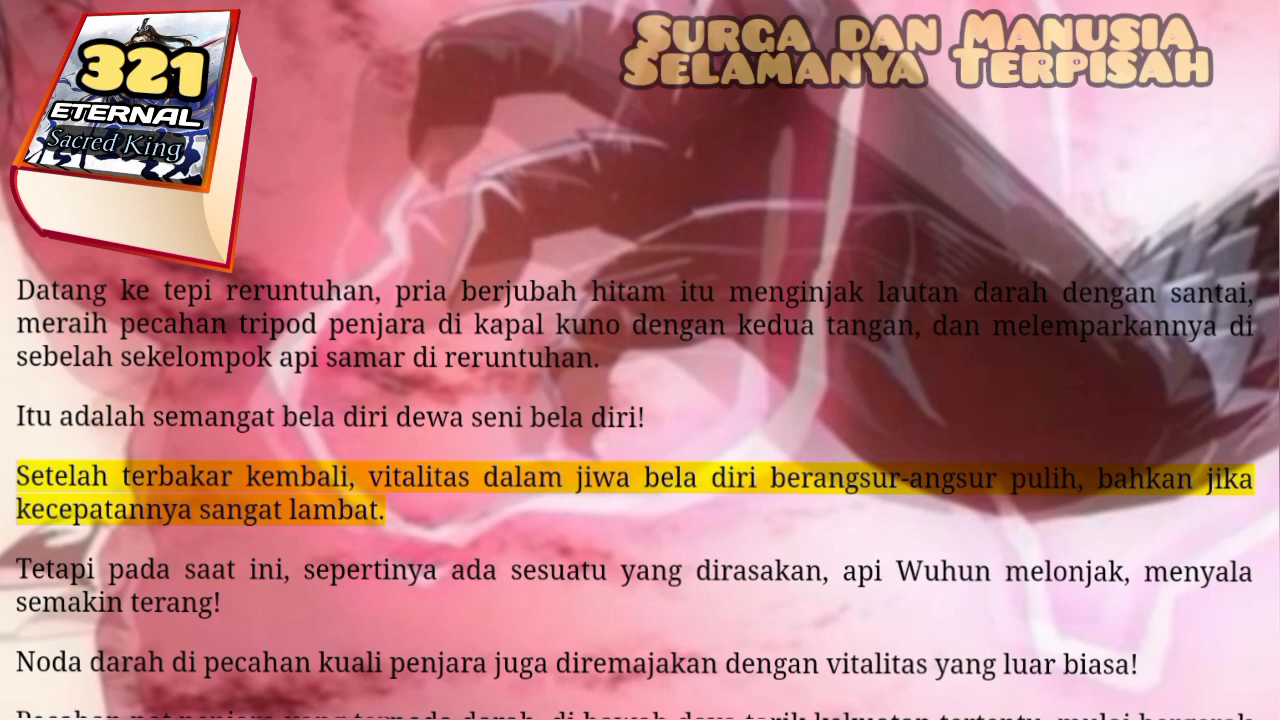 321
ETERNAL
Sacred King
Surga dan Manusia
Selamanya Terpisah
Datang ke tepi reruntuhan, pria berjubah hitam itu menginjak lautan darah dengan santai,
meraih pecahan tripod penjara di kapal kuno dengan kedua tangan, dan melemparkannya di
sebelah sekelompok api samar di reruntuhan.
Itu adalah semangat bela diri dewa seni bela diri!
Setelah terbakar kembali, vitalitas dalam jiwa bela diri berangsur-angsur pulih, bahkan jika
kecepatannya sangat lambat.
Tetapi pada saat ini, sepertinya ada sesuatu yang dirasakan, api Wuhun melonjak, menyala
semakin terang!
Noda darah di pecahan kuali penjara juga diremajakan dengan vitalitas yang luar biasa!